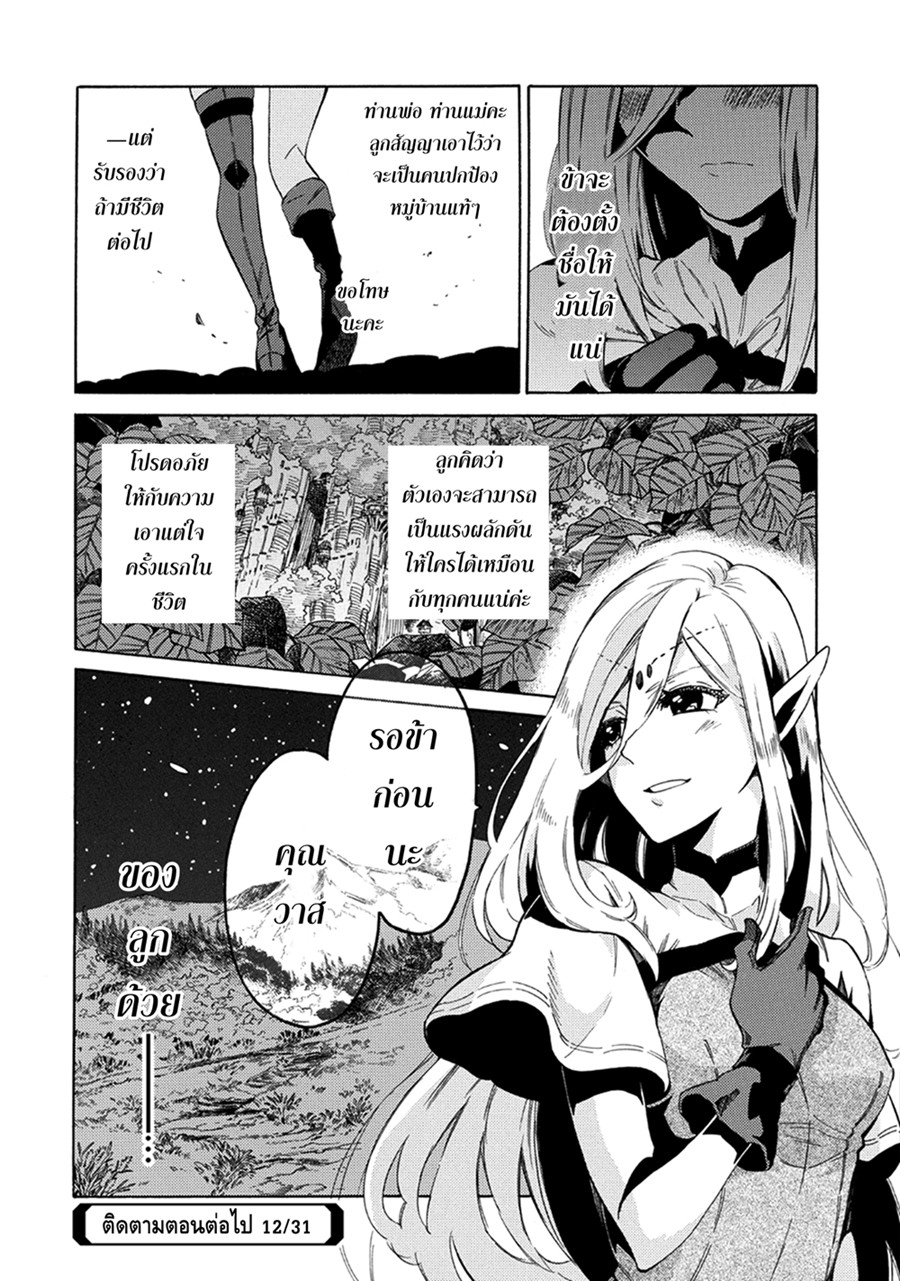 ข้าจะ
ต้องตั้ง
ชื่อให้
มันได้
แน่
ท่านพ่อ ท่านแม่คะ
ลูกสัญญาเอาไว้ว่า
จะเป็นคนปกป้อง
หมู่บ้านแท้ๆ
ขอโทษ
นะคะ
—แต่
รับรองว่า
ถ้ามีชีวิต
ต่อไป
ลูกคิดว่า
ตัวเองจะสามารถ
เป็นแรงผลักดัน
ให้ใครได้เหมือน
กับทุกคนแน่ค่ะ
โปรดอภัย
ให้กับความ
เอาแต่ใจ
ครั้งแรกใน
ชีวิต
รอข้า
ก่อน
นะ
คุณ
วาส
ของ
ลูก
ด้วย
——...
ติดตามตอนต่อไป 12/31